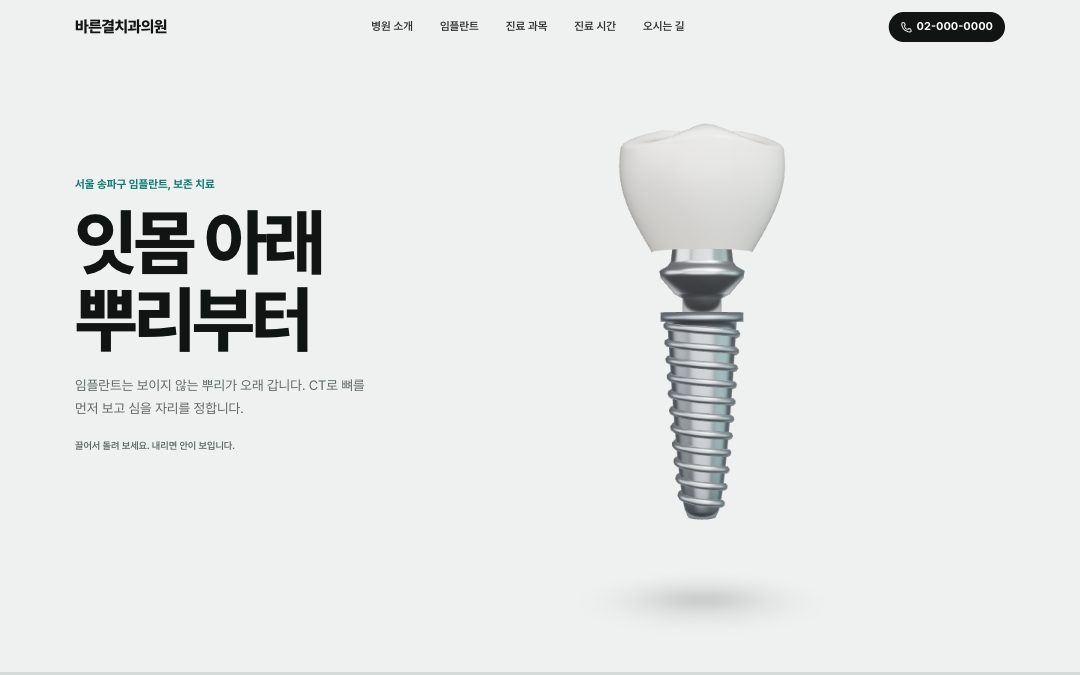 바른결치과의원
병원 소개
임플란트
진료 과목
진료 시간
오시는 길
02-000-0000
서울 송파구 임플란트, 보존 치료
잇몸 아래
뿌리부터
임플란트는 보이지 않는 뿌리가 오래 갑니다. CT로 뼈를
먼저 보고 심을 자리를 정합니다.
끌어서 돌려 보세요. 내리면 안이 보입니다.